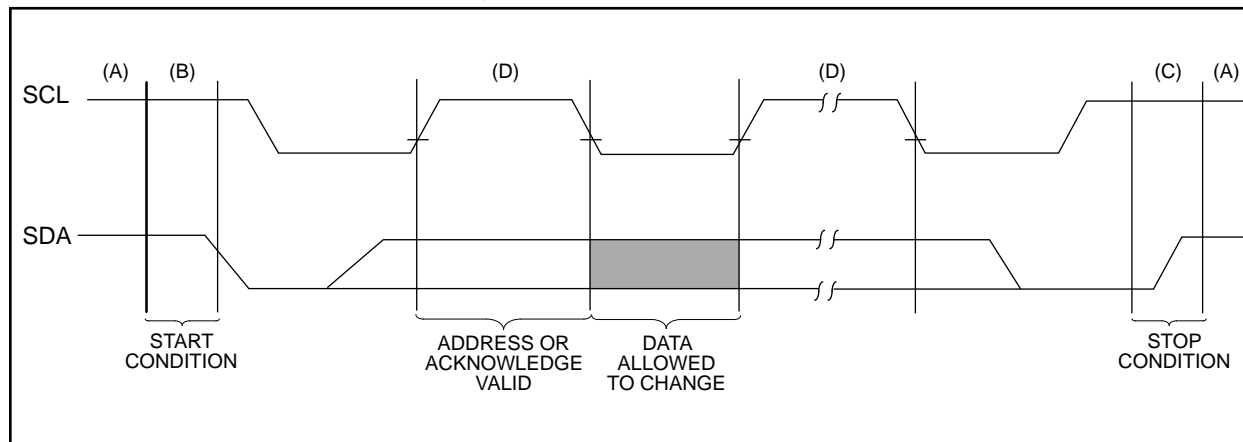 (A) (B) (D) (D) (C) (A)
SCL
SDA
START
CONDITION
ADDRESS OR
ACKNOWLEDGE
VALID
DATA
ALLOWED
TO CHANGE
STOP
CONDITION